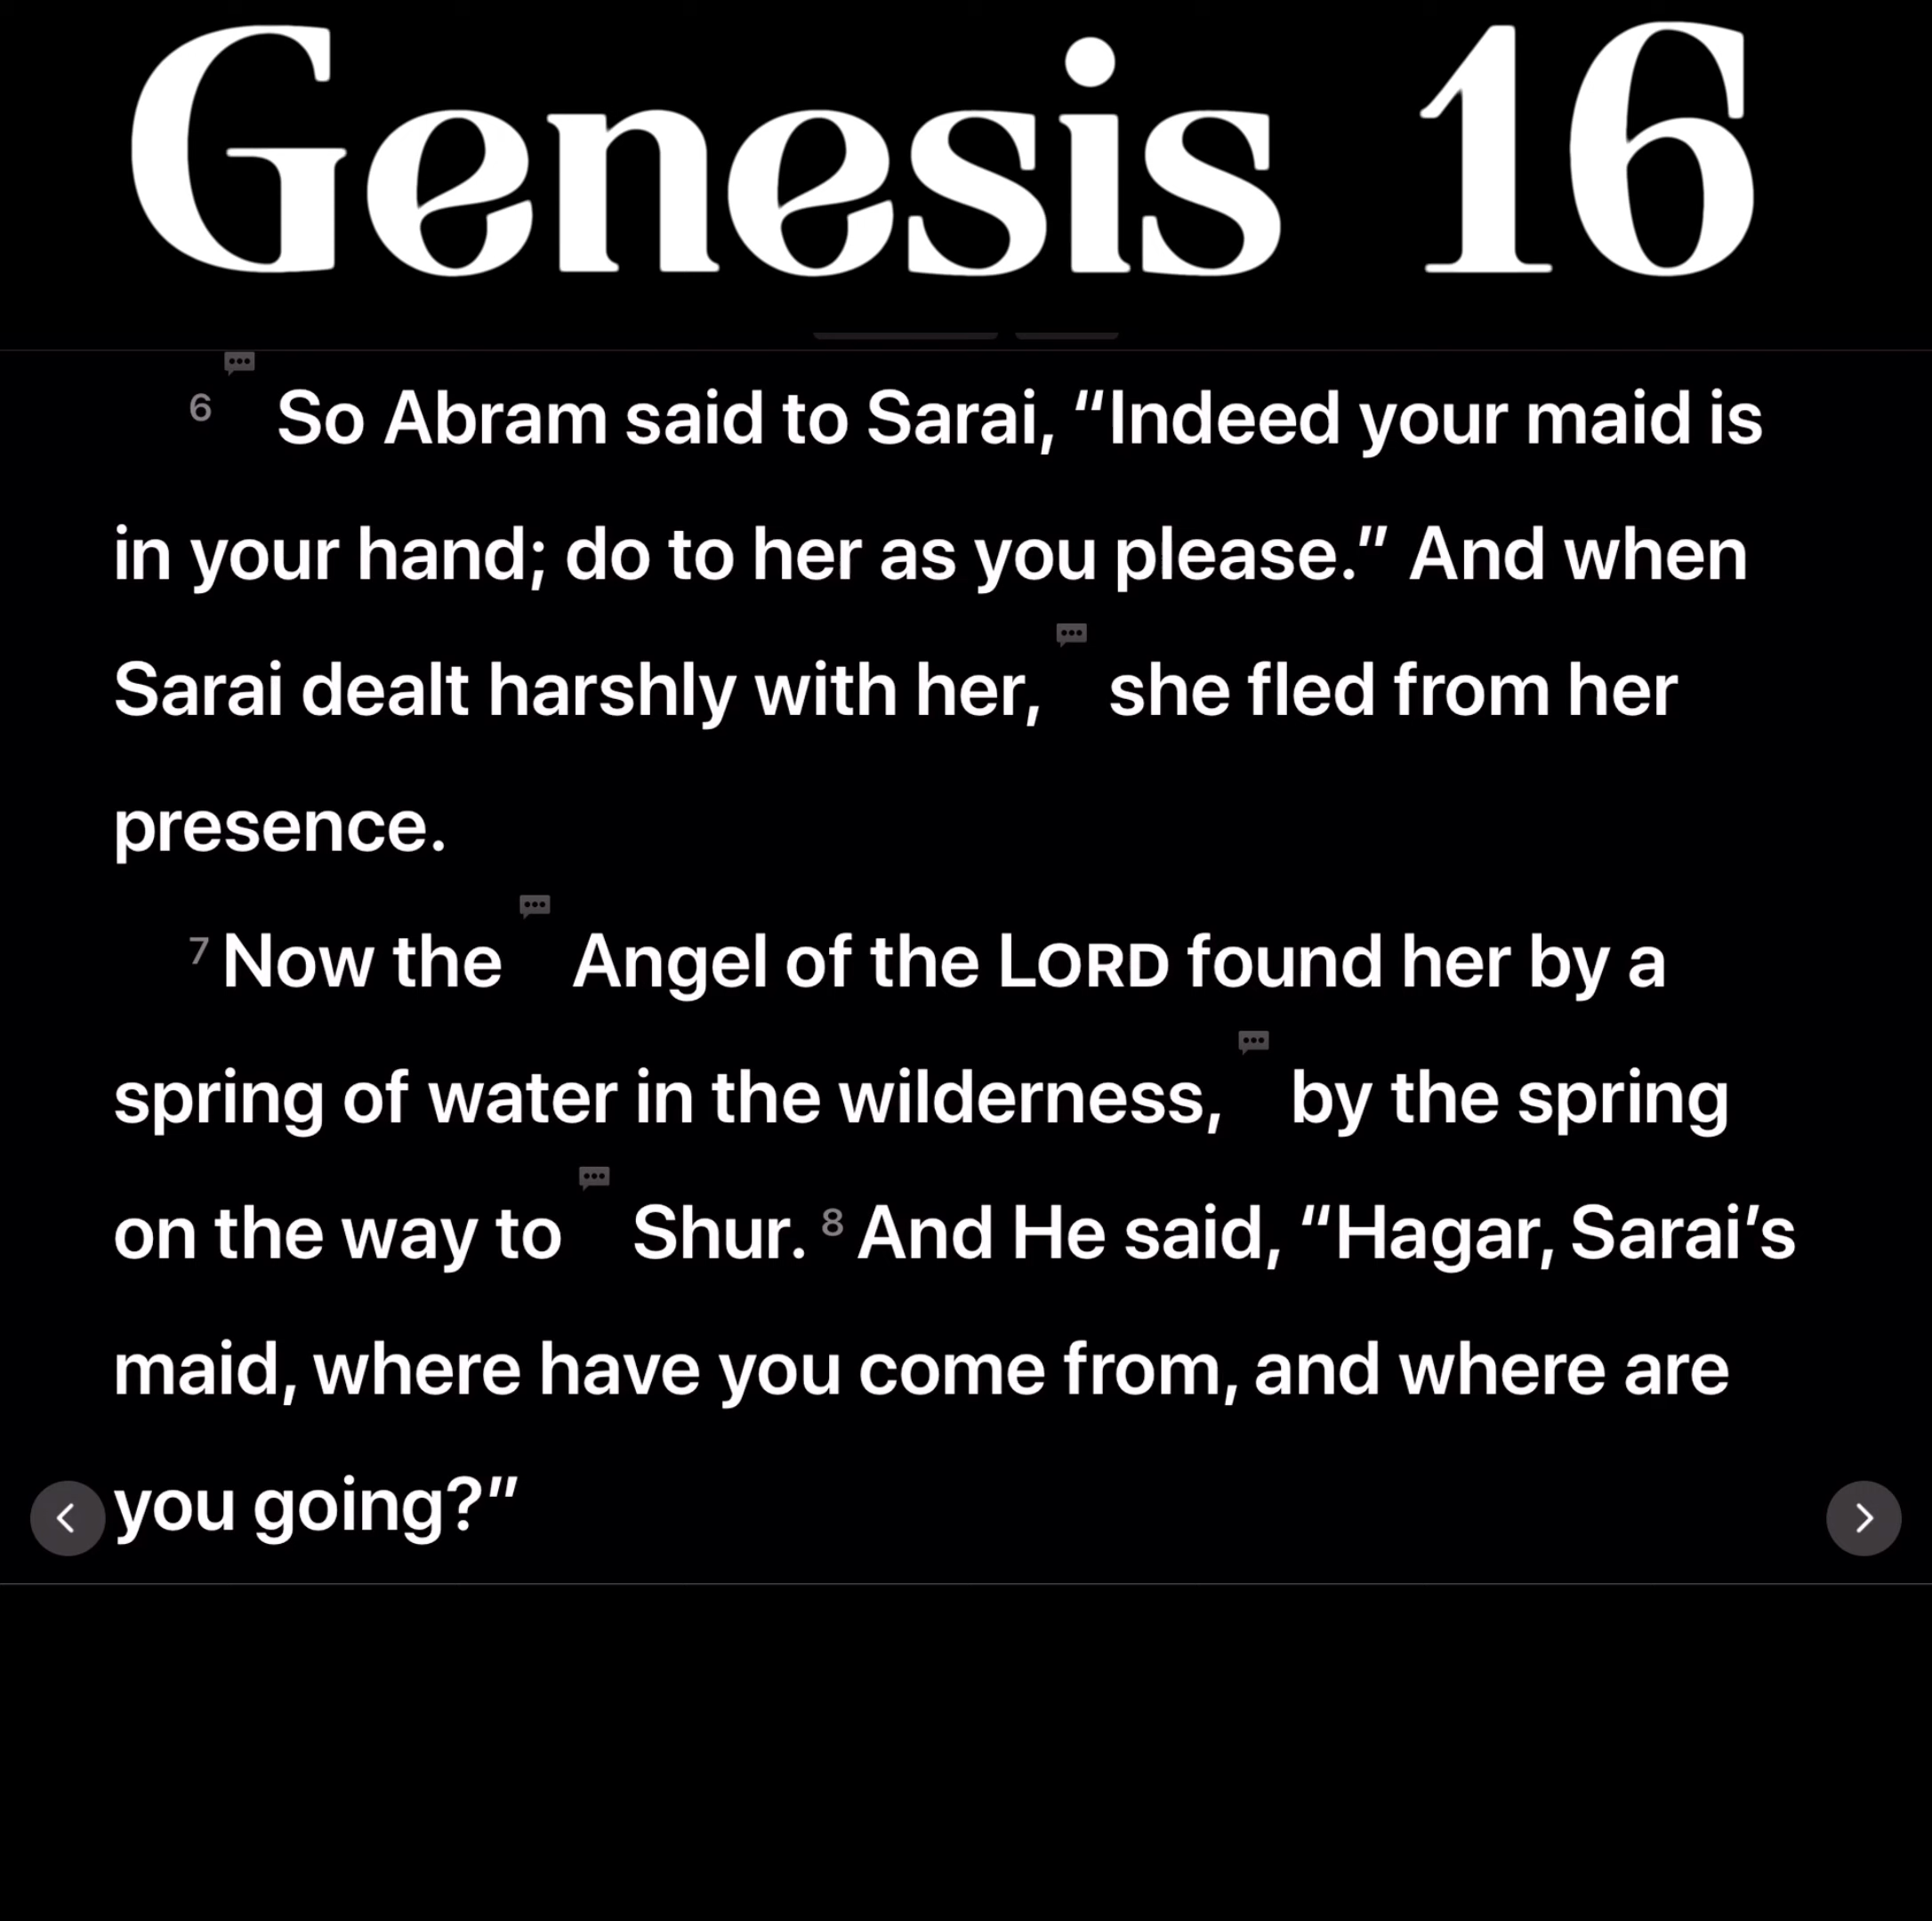 Genesis 16
6 So Abram said to Sarai, “Indeed your maid is
in your hand; do to her as you please.” And when
Sarai dealt harshly with her, she fled from her
presence.
7 Now the Angel of the LORD found her by a
spring of water in the wilderness, by the spring
on the way to Shur. 8 And He said, “Hagar, Sarai’s
maid, where have you come from, and where are
you going?”